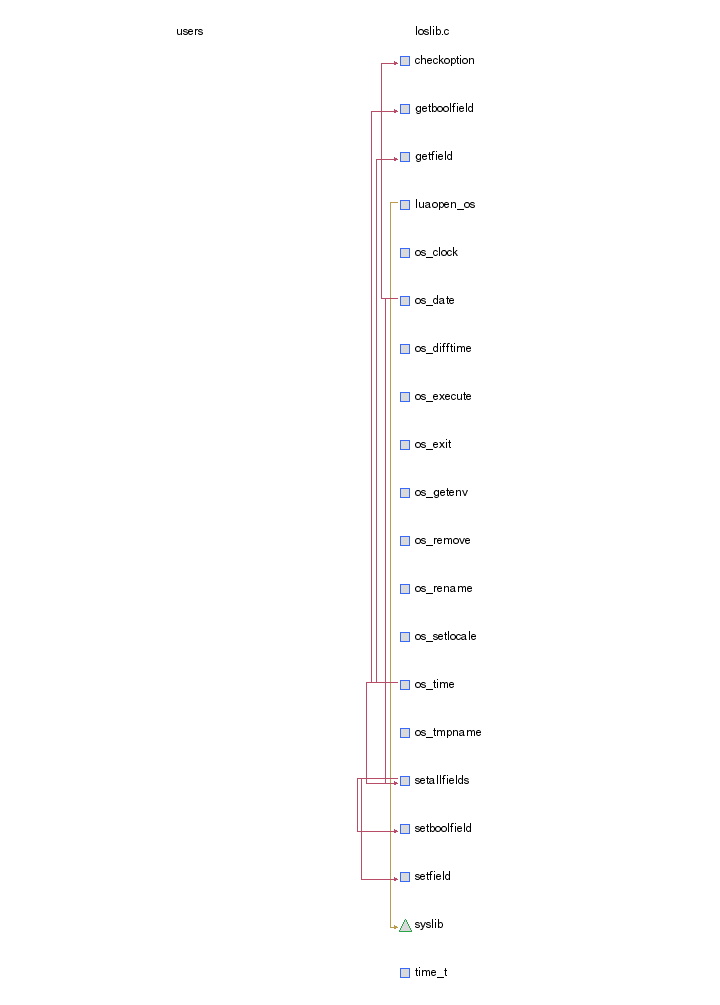 users
loslib.c
checkoption
getboolfield
getfield
luaopen_os
os_clock
os_date
os_difftime
os_execute
os_exit
os_getenv
os_remove
os_rename
os_setlocale
os_time
os_tmpname
setallfields
setboolfield
setfield
syslib
time_t